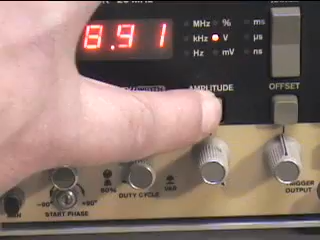 8.91
MHz % ms
kHz V µs
Hz mV ns
AMPLITUDE OFFSET
-90° +90°
START PHASE
50%
DUTY CYCLE
TRIGGER
OUTPUT